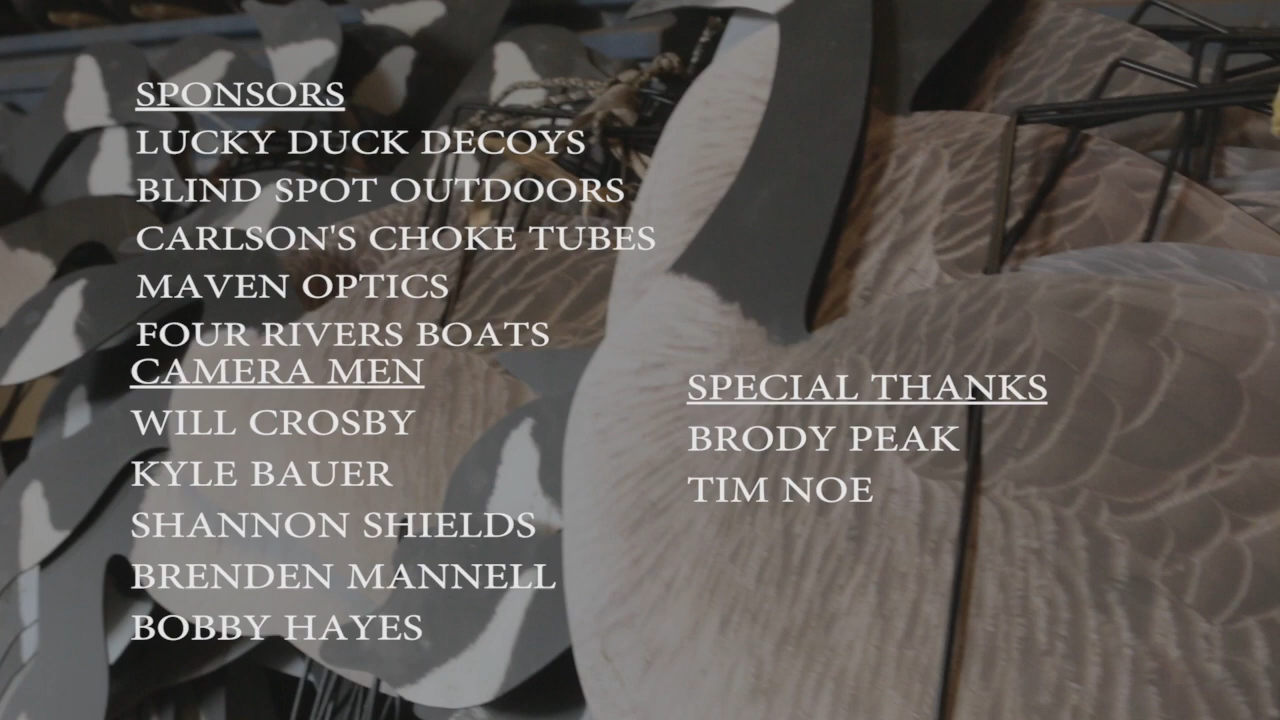 SPONSORS
LUCKY DUCK DECOYS
BLIND SPOT OUTDOORS
CARLSON'S CHOKE TUBES
MAVEN OPTICS
FOUR RIVERS BOATS
CAMERA MEN
WILL CROSBY
KYLE BAUER
SHANNON SHIELDS
BRENDEN MANNELL
BOBBY HAYES
SPECIAL THANKS
BRODY PEAK
TIM NOE